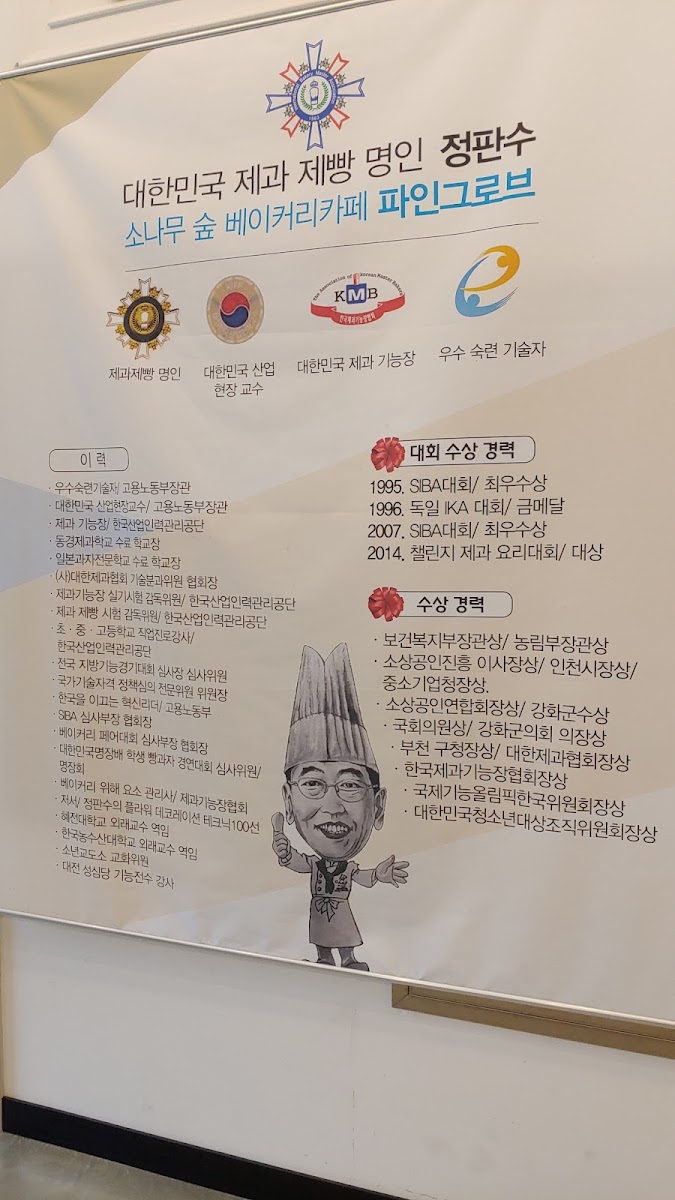 대한민국 제과 제빵 명인 정판수
소나무 숲 베이커리카페 파인그로브
The Association of Korean Master Bakers
KMB
한국제과기능장협회
제과제빵 명인
대한민국 산업
현장 교수
대한민국 제과 기능장
우수 숙련 기술자
이 력
· 우수숙련기술자/ 고용노동부장관
· 대한민국 산업현장교수/ 고용노동부장관
· 제과 기능장/ 한국산업인력관리공단
· 동경제과학교 수료 학교장
· 일본과자전문학교 수료 학교장
· (사)대한제과협회 기술분과위원 협회장
· 제과기능장 실기시험 감독위원/ 한국산업인력관리공단
· 제과 제빵 시험 감독위원/ 한국산업인력관리공단
· 초 · 중 · 고등학교 직업진로강사/
한국산업인력관리공단
· 전국 지방기능경기대회 심사장 심사위원
· 국가기술자격 정책심의 전문위원 위원장
· 한국을 이끄는 혁신리더/ 고용노동부
SIBA 심사부장 협회장
· 베이커리 페어대회 심사부장 협회장
· 대한민국명장배 학생 빵과자 경연대회 심사위원/
명장회
· 베이커리 위해 요소 관리사/ 제과기능장협회
· 저서/ 정판수의 플라워 데코레이션 테크닉100선
· 혜전대학교 외래교수 역임
· 한국농수산대학교 외래교수 역임
· 소년교도소 교화위원
· 대전 성심당 기능전수 강사
대회 수상 경력
1995. SIBA대회/ 최우수상
1996. 독일 IKA 대회/ 금메달
2007. SIBA대회/ 최우수상
2014. 챌린지 제과 요리대회/ 대상
수상 경력
· 보건복지부장관상/ 농림부장관상
· 소상공인진흥 이사장상/ 인천시장상/
중소기업청장상.
· 소상공인연합회장상/ 강화군수상
· 국회의원상/ 강화군의회 의장상
· 부천 구청장상/ 대한제과협회장상
· 한국제과기능장협회장상
· 국제기능올림픽한국위원회장상
· 대한민국청소년대상조직위원회장상